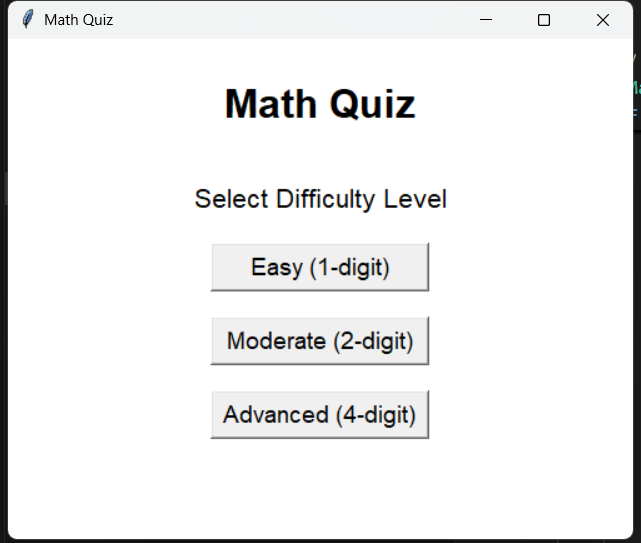 Math Quiz
Math Quiz
Select Difficulty Level
Easy (1-digit)
Moderate (2-digit)
Advanced (4-digit)